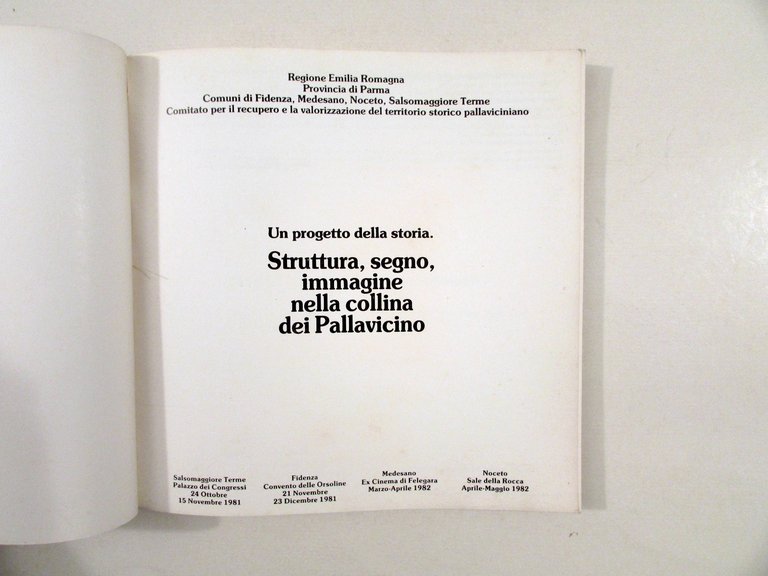 Regione Emilia Romagna
Provincia di Parma
Comuni di Fidenza, Medesano, Noceto, Salsomaggiore Terme
Comitato per il recupero e la valorizzazione del territorio storico pallaviciniano
Un progetto della storia.
Struttura, segno,
immagine
nella collina
dei Pallavicino
Salsomaggiore Terme
Palazzo dei Congressi
24 Ottobre
15 Novembre 1981
Fidenza
Convento delle Orsoline
21 Novembre
23 Dicembre 1981
Medesano
Ex Cinema di Felegara
Marzo-Aprile 1982
Noceto
Sale della Rocca
Aprile-Maggio 1982